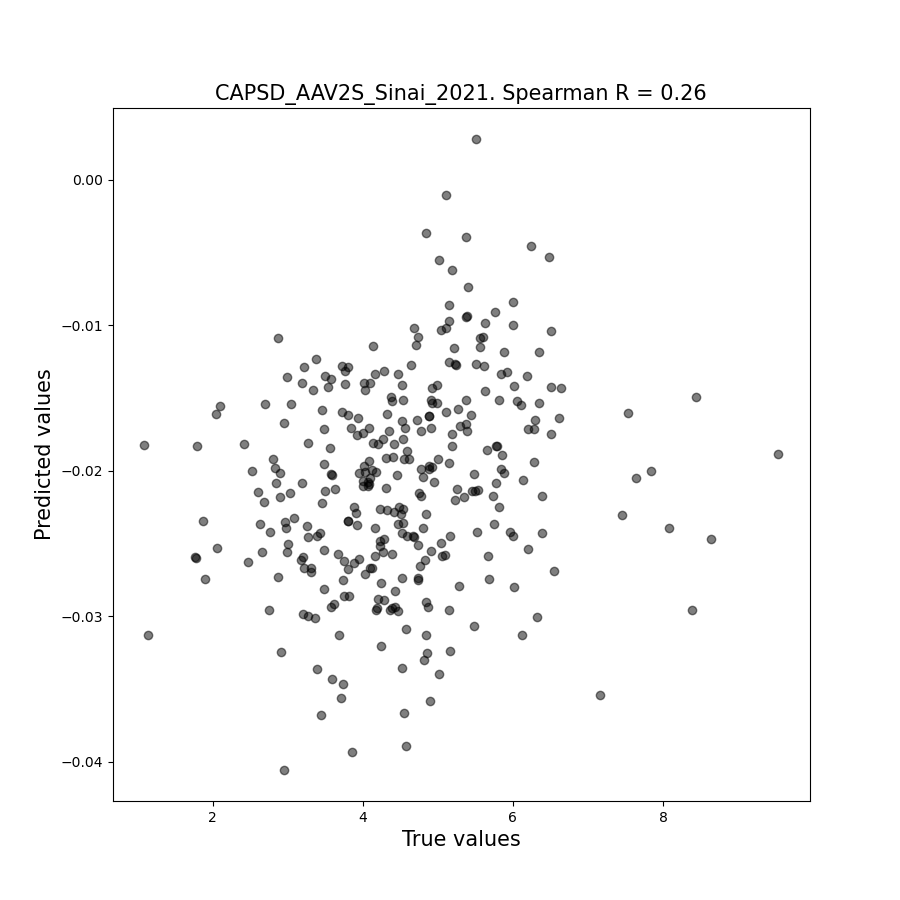 CAPSD_AAV2S_Sinai_2021. Spearman R = 0.26
0.00
−0.01
−0.02
−0.03
−0.04
Predicted values
2 4 6 8
True values